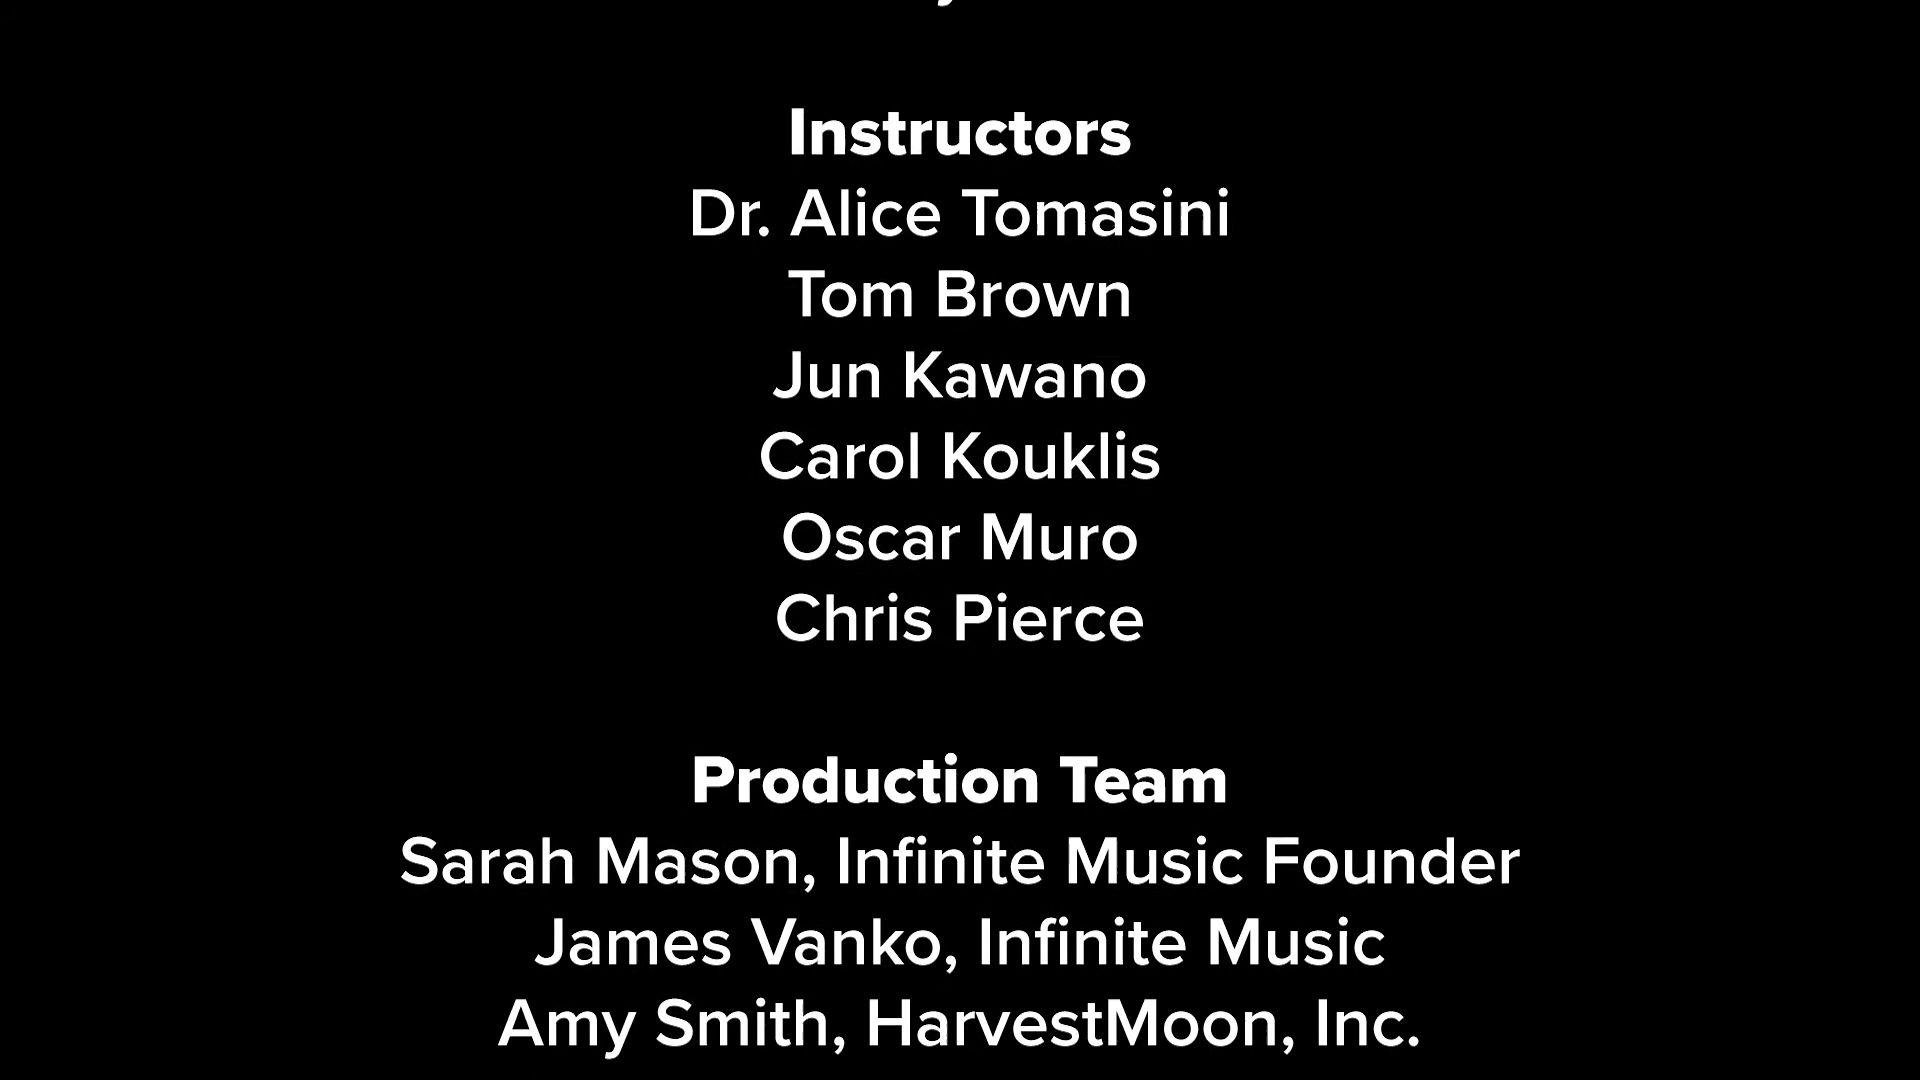 Instructors
Dr. Alice Tomasini
Tom Brown
Jun Kawano
Carol Kouklis
Oscar Muro
Chris Pierce
Production Team
Sarah Mason, Infinite Music Founder
James Vanko, Infinite Music
Amy Smith, HarvestMoon, Inc.